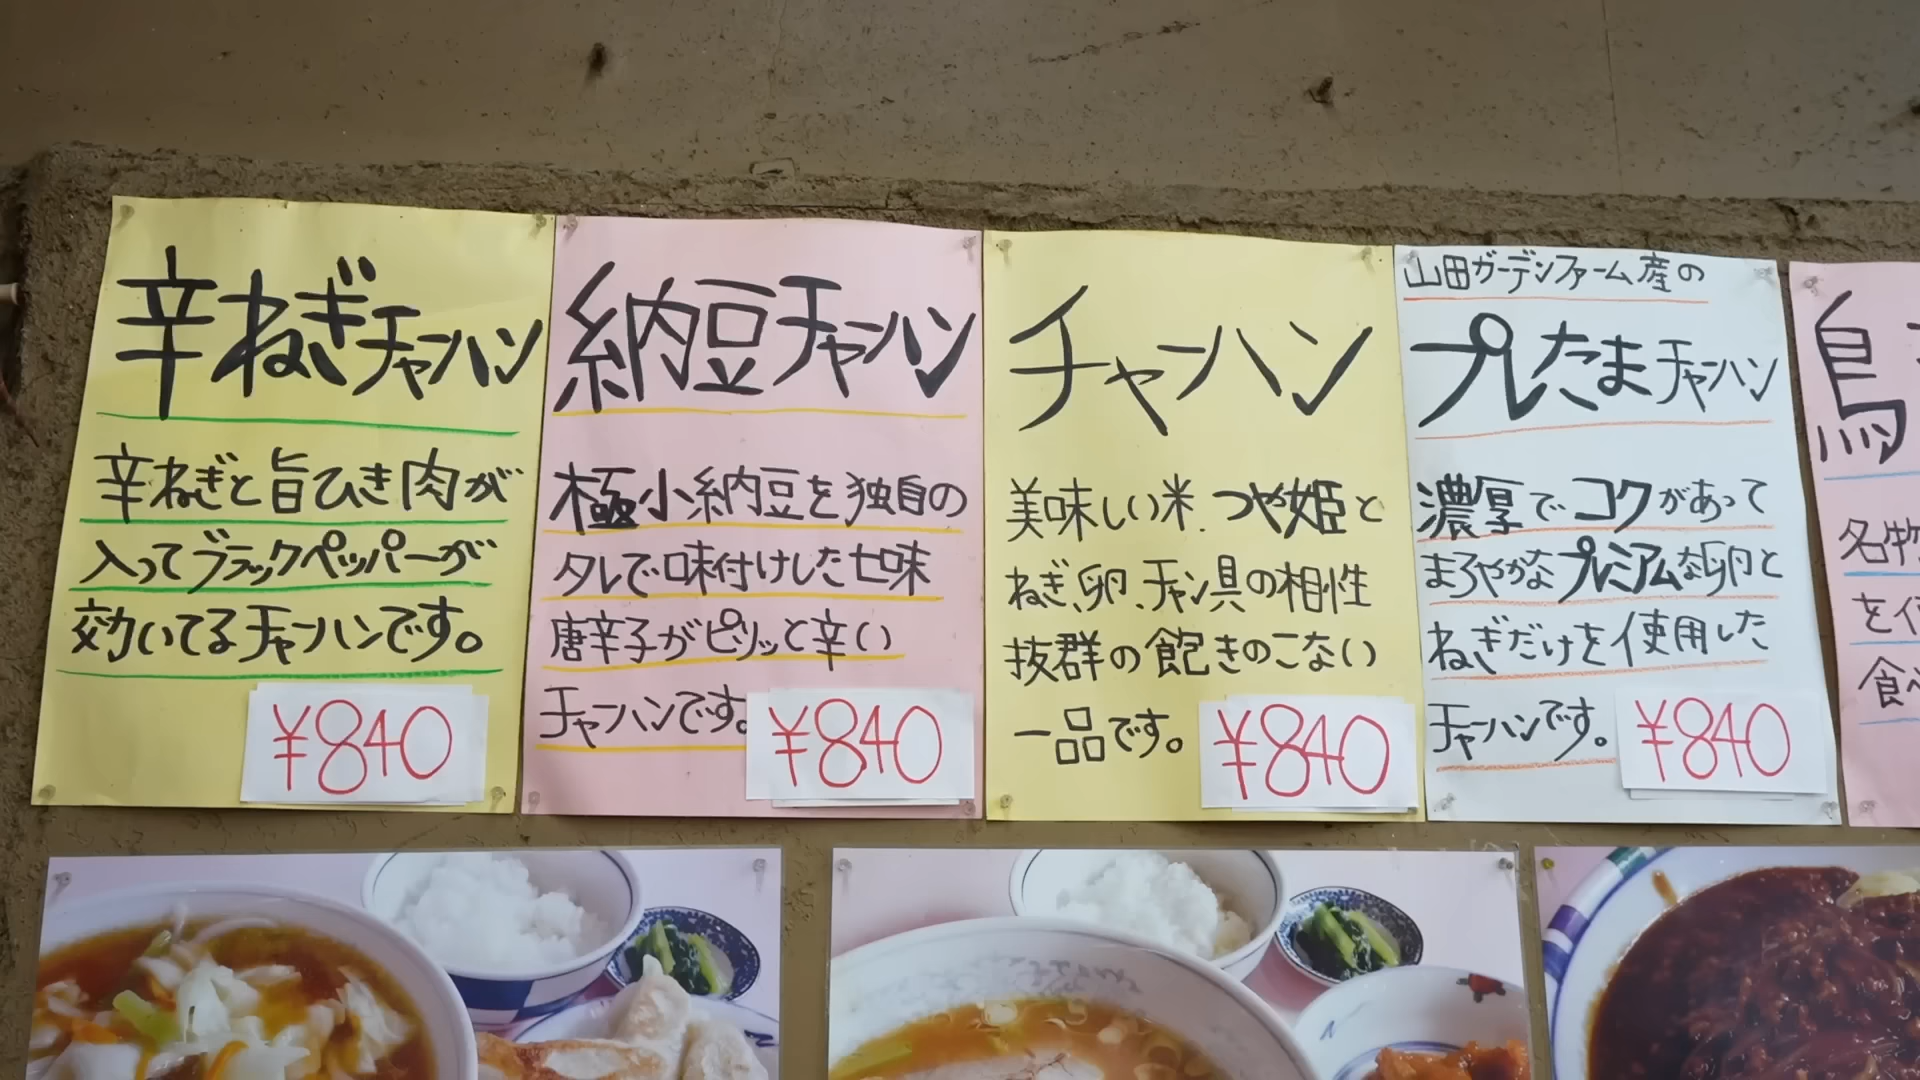 辛ねぎチャーハン
辛ねぎと旨ひき肉が
入ってブラックペッパーが
効いてるチャーハンです。
¥840
納豆チャーハン
極小納豆を独自の
タレで味付けした七味
唐辛子がピリッと辛い
チャーハンです。
¥840
チャーハン
美味しい米 つや姫と
ねぎ、卵、チャン具の相性
抜群の飽きのこない
一品です。
¥840
山田ガーデンファーム産の
プレたまチャーハン
濃厚でコクがあって
まろやかなプレミアムな卵と
ねぎだけを使用した
チャーハンです。
¥840
鳥
名物
を使
食べ